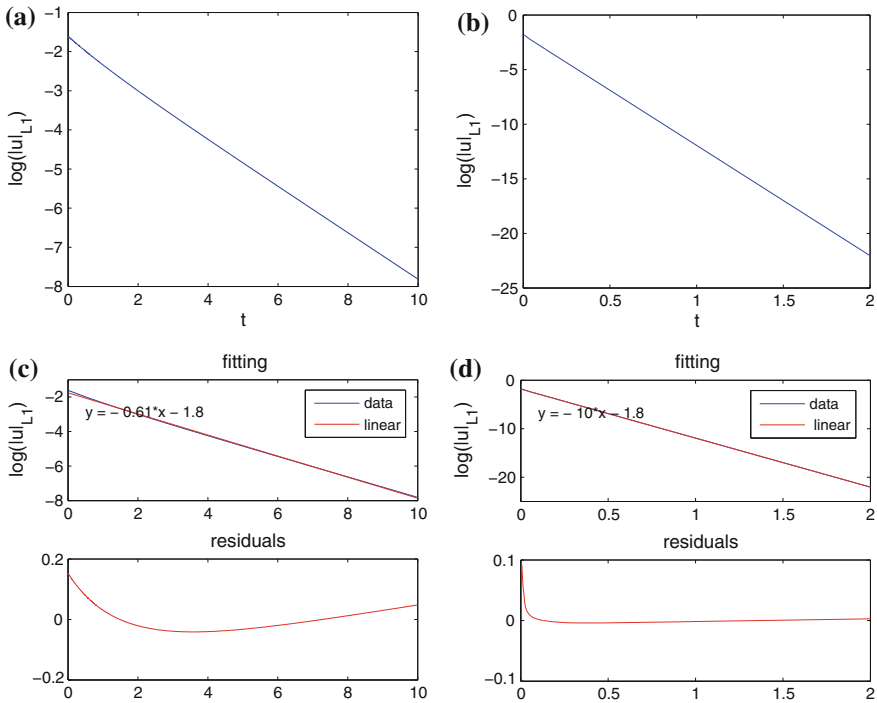 (a)
−1
−2
−3
−4
−5
−6
−7
−8
log(|u|L1)
0 2 4 6 8 10
t
(b)
0
−5
−10
−15
−20
−25
log(|u|L1)
0 0.5 1 1.5 2
t
(c)
fitting
−2
−4
−6
−8
log(|u|L1)
y = − 0.61*x − 1.8
data
linear
0 2 4 6 8 10
residuals
0.2
0
−0.2
0 2 4 6 8 10
(d)
fitting
0
−10
−20
log(|u|L1)
y = − 10*x − 1.8
data
linear
0 0.5 1 1.5 2
residuals
0.1
0
−0.1
0 0.5 1 1.5 2